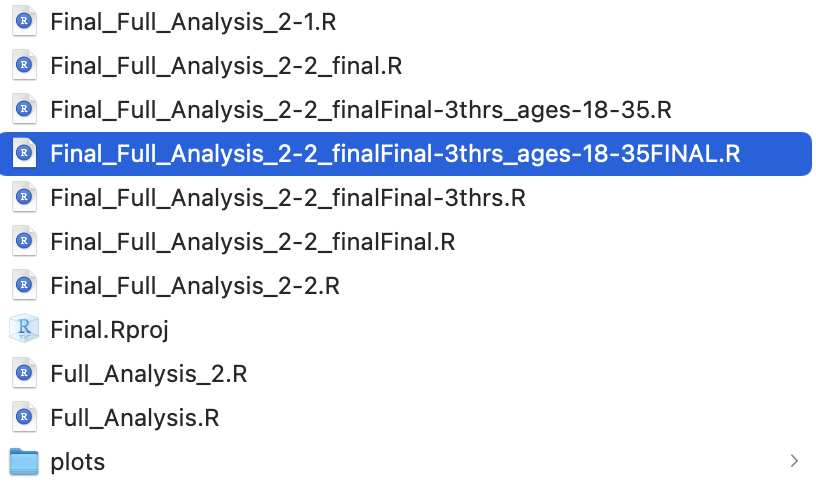 Final_Full_Analysis_2-1.R
Final_Full_Analysis_2-2_final.R
Final_Full_Analysis_2-2_finalFinal-3thrs_ages-18-35.R
Final_Full_Analysis_2-2_finalFinal-3thrs_ages-18-35FINAL.R
Final_Full_Analysis_2-2_finalFinal-3thrs.R
Final_Full_Analysis_2-2_finalFinal.R
Final_Full_Analysis_2-2.R
Final.Rproj
Full_Analysis_2.R
Full_Analysis.R
plots